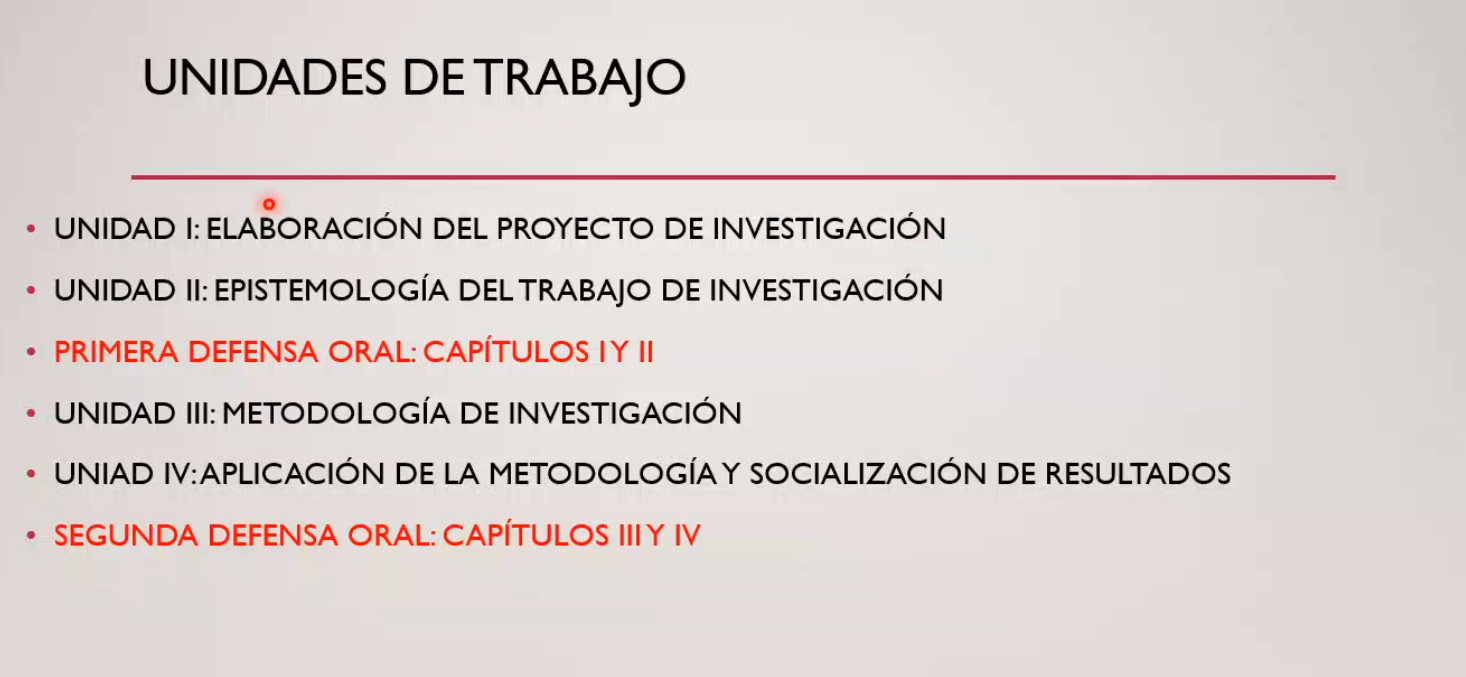 UNIDADES DE TRABAJO
• UNIDAD I: ELABORACIÓN DEL PROYECTO DE INVESTIGACIÓN
• UNIDAD II: EPISTEMOLOGÍA DEL TRABAJO DE INVESTIGACIÓN
• PRIMERA DEFENSA ORAL: CAPÍTULOS I Y II
• UNIDAD III: METODOLOGÍA DE INVESTIGACIÓN
• UNIAD IV: APLICACIÓN DE LA METODOLOGÍA Y SOCIALIZACIÓN DE RESULTADOS
• SEGUNDA DEFENSA ORAL: CAPÍTULOS III Y IV